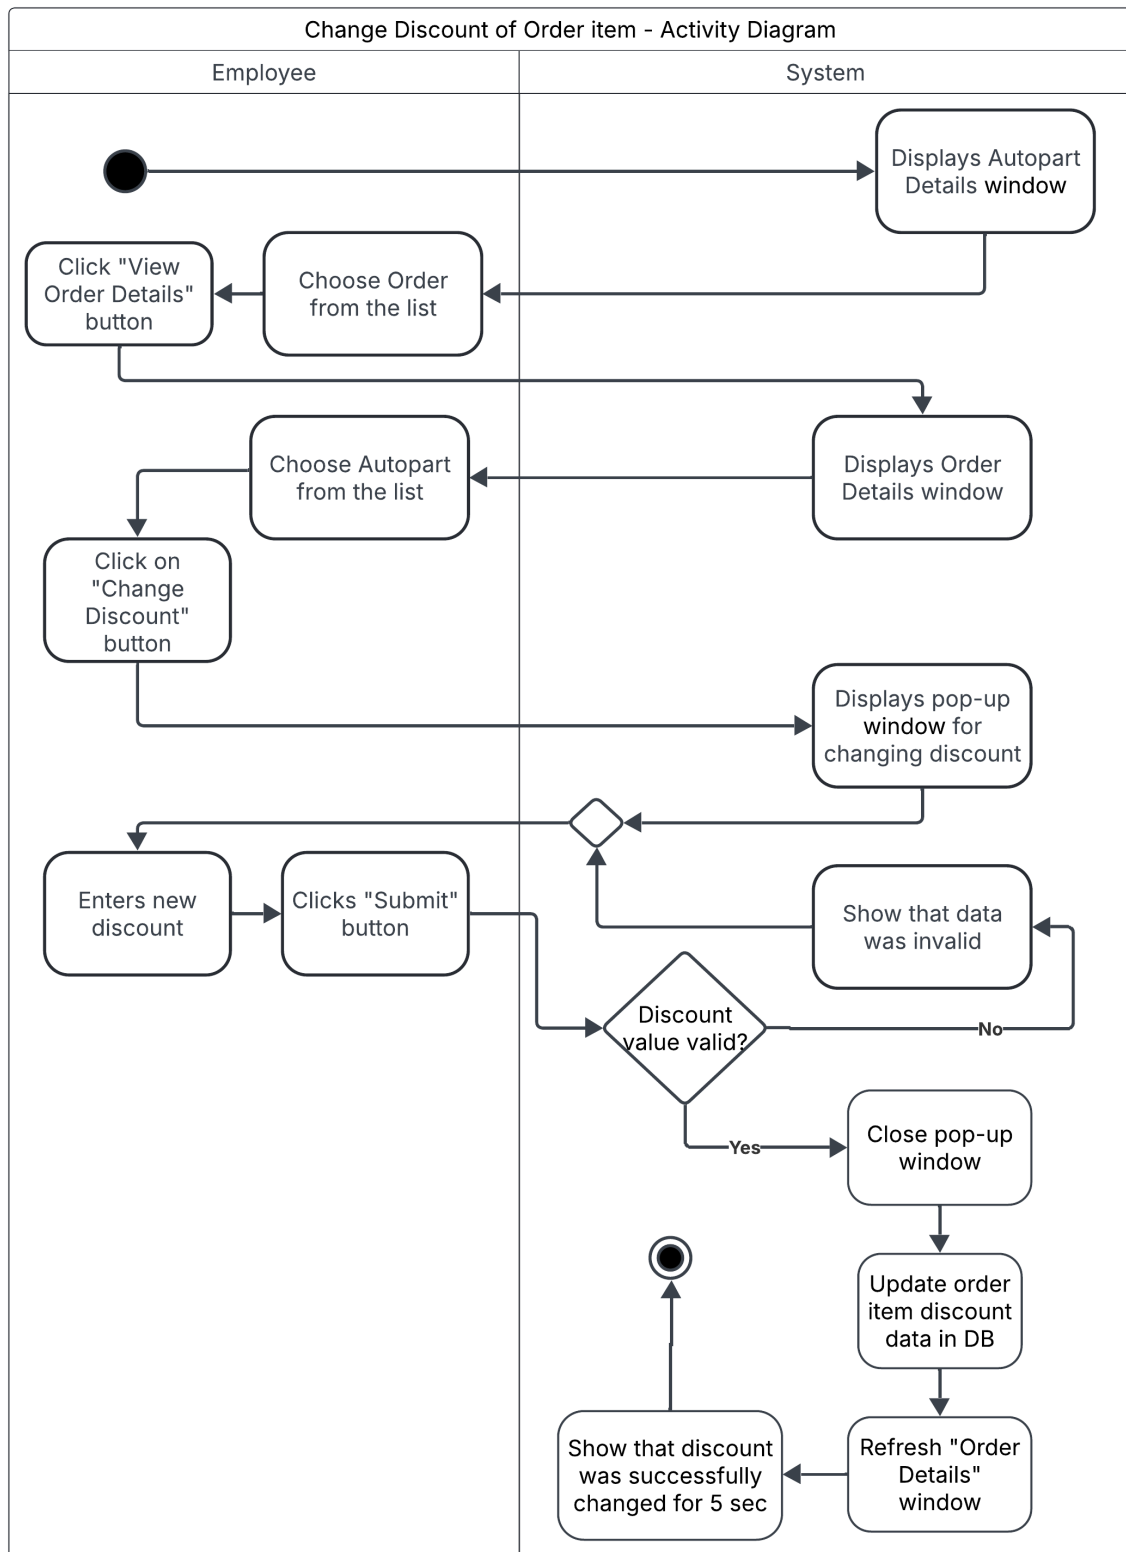 Change Discount of Order item - Activity Diagram
Employee
System
Displays Autopart
Details window
Click "View
Order Details"
button
Choose Order
from the list
Choose Autopart
from the list
Displays Order
Details window
Click on
"Change
Discount"
button
Displays pop-up
window for
changing discount
Enters new
discount
Clicks "Submit"
button
Show that data
was invalid
Discount
value valid?
No
Yes
Close pop-up
window
Update order
item discount
data in DB
Show that discount
was successfully
changed for 5 sec
Refresh "Order
Details"
window